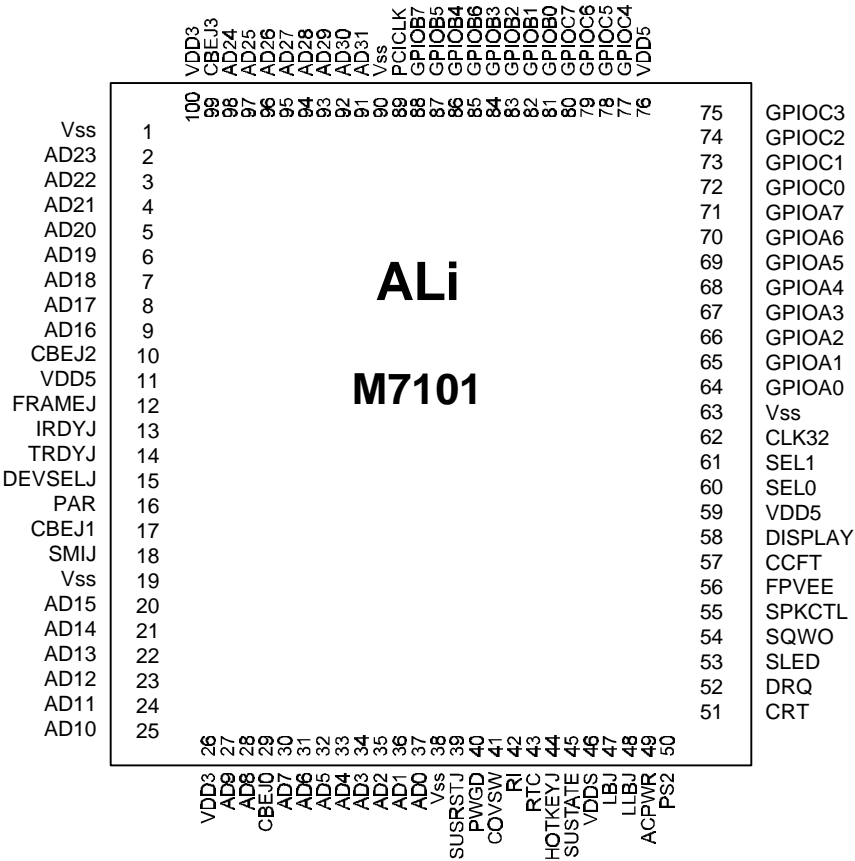 VDD3 CBEJ3 AD24 AD25 AD26 AD27 AD28 AD29 AD30 AD31 Vss PCICLK GPIOB7 GPIOB5 GPIOB4 GPIOB6 GPIOB3 GPIOB2 GPIOB1 GPIOB0 GPIOC7 GPIOC6 GPIOC5 GPIOC4 VDD5
100 99 98 97 96 95 94 93 92 91 90 89 88 87 86 85 84 83 82 81 80 79 78 77 76
Vss 1
AD23 2
AD22 3
AD21 4
AD20 5
AD19 6
AD18 7
AD17 8
AD16 9
CBEJ2 10
VDD5 11
FRAMEJ 12
IRDYJ 13
TRDYJ 14
DEVSELJ 15
PAR 16
CBEJ1 17
SMIJ 18
Vss 19
AD15 20
AD14 21
AD13 22
AD12 23
AD11 24
AD10 25
ALi
M7101
75 GPIOC3
74 GPIOC2
73 GPIOC1
72 GPIOC0
71 GPIOA7
70 GPIOA6
69 GPIOA5
68 GPIOA4
67 GPIOA3
66 GPIOA2
65 GPIOA1
64 GPIOA0
63 Vss
62 CLK32
61 SEL1
60 SEL0
59 VDD5
58 DISPLAY
57 CCFT
56 FPVEE
55 SPKCTL
54 SQWO
53 SLED
52 DRQ
51 CRT
26 27 28 29 30 31 32 33 34 35 36 37 38 39 40 41 42 43 44 45 46 47 48 49 50
VDD3 AD9 AD8 CBEJ0 AD7 AD6 AD5 AD4 AD3 AD2 AD1 AD0 Vss SUSRSTJ PWGD COVSW RI RTC HOTKEYJ SUSTATE VDDS LBJ LLBJ ACPWR PS2